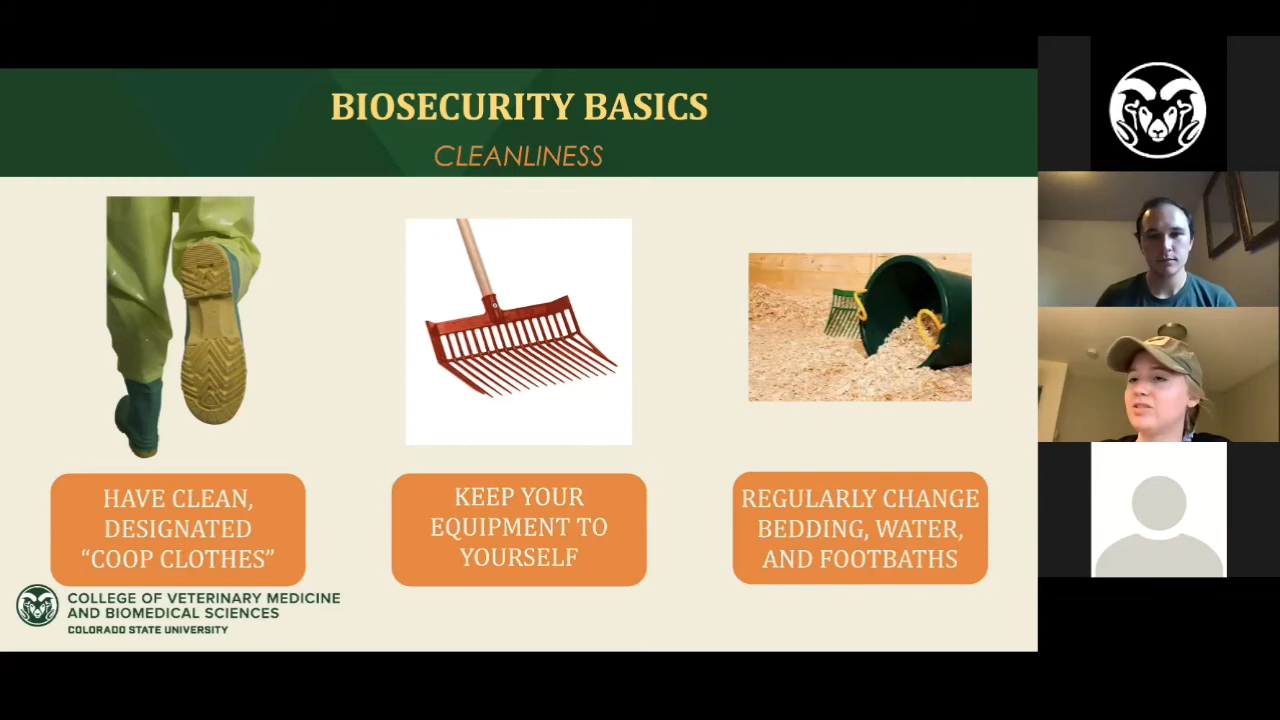 BIOSECURITY BASICS
CLEANLINESS
HAVE CLEAN,
DESIGNATED
“COOP CLOTHES”
KEEP YOUR
EQUIPMENT TO
YOURSELF
REGULARLY CHANGE
BEDDING, WATER,
AND FOOTBATHS
COLLEGE OF VETERINARY MEDICINE
AND BIOMEDICAL SCIENCES
COLORADO STATE UNIVERSITY